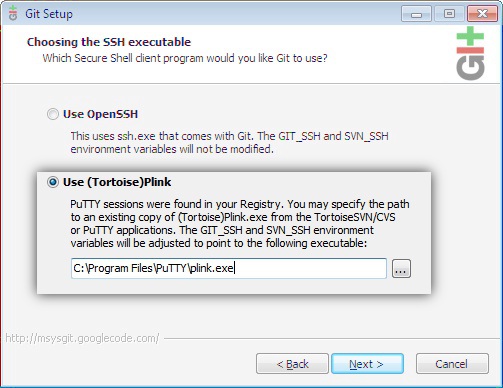 Git Setup
Choosing the SSH executable
Which Secure Shell client program would you like Git to use?
Git
Use OpenSSH
This uses ssh.exe that comes with Git. The GIT_SSH and SVN_SSH
environment variables will not be modified.
Use (Tortoise)Plink
PuTTY sessions were found in your Registry. You may specify the path
to an existing copy of (Tortoise)Plink.exe from the TortoiseSVN/CVS
or PuTTY applications. The GIT_SSH and SVN_SSH environment
variables will be adjusted to point to the following executable:
C:\Program Files\PuTTY\plink.exe
...
http://msysgit.googlecode.com/
< Back
Next >
Cancel